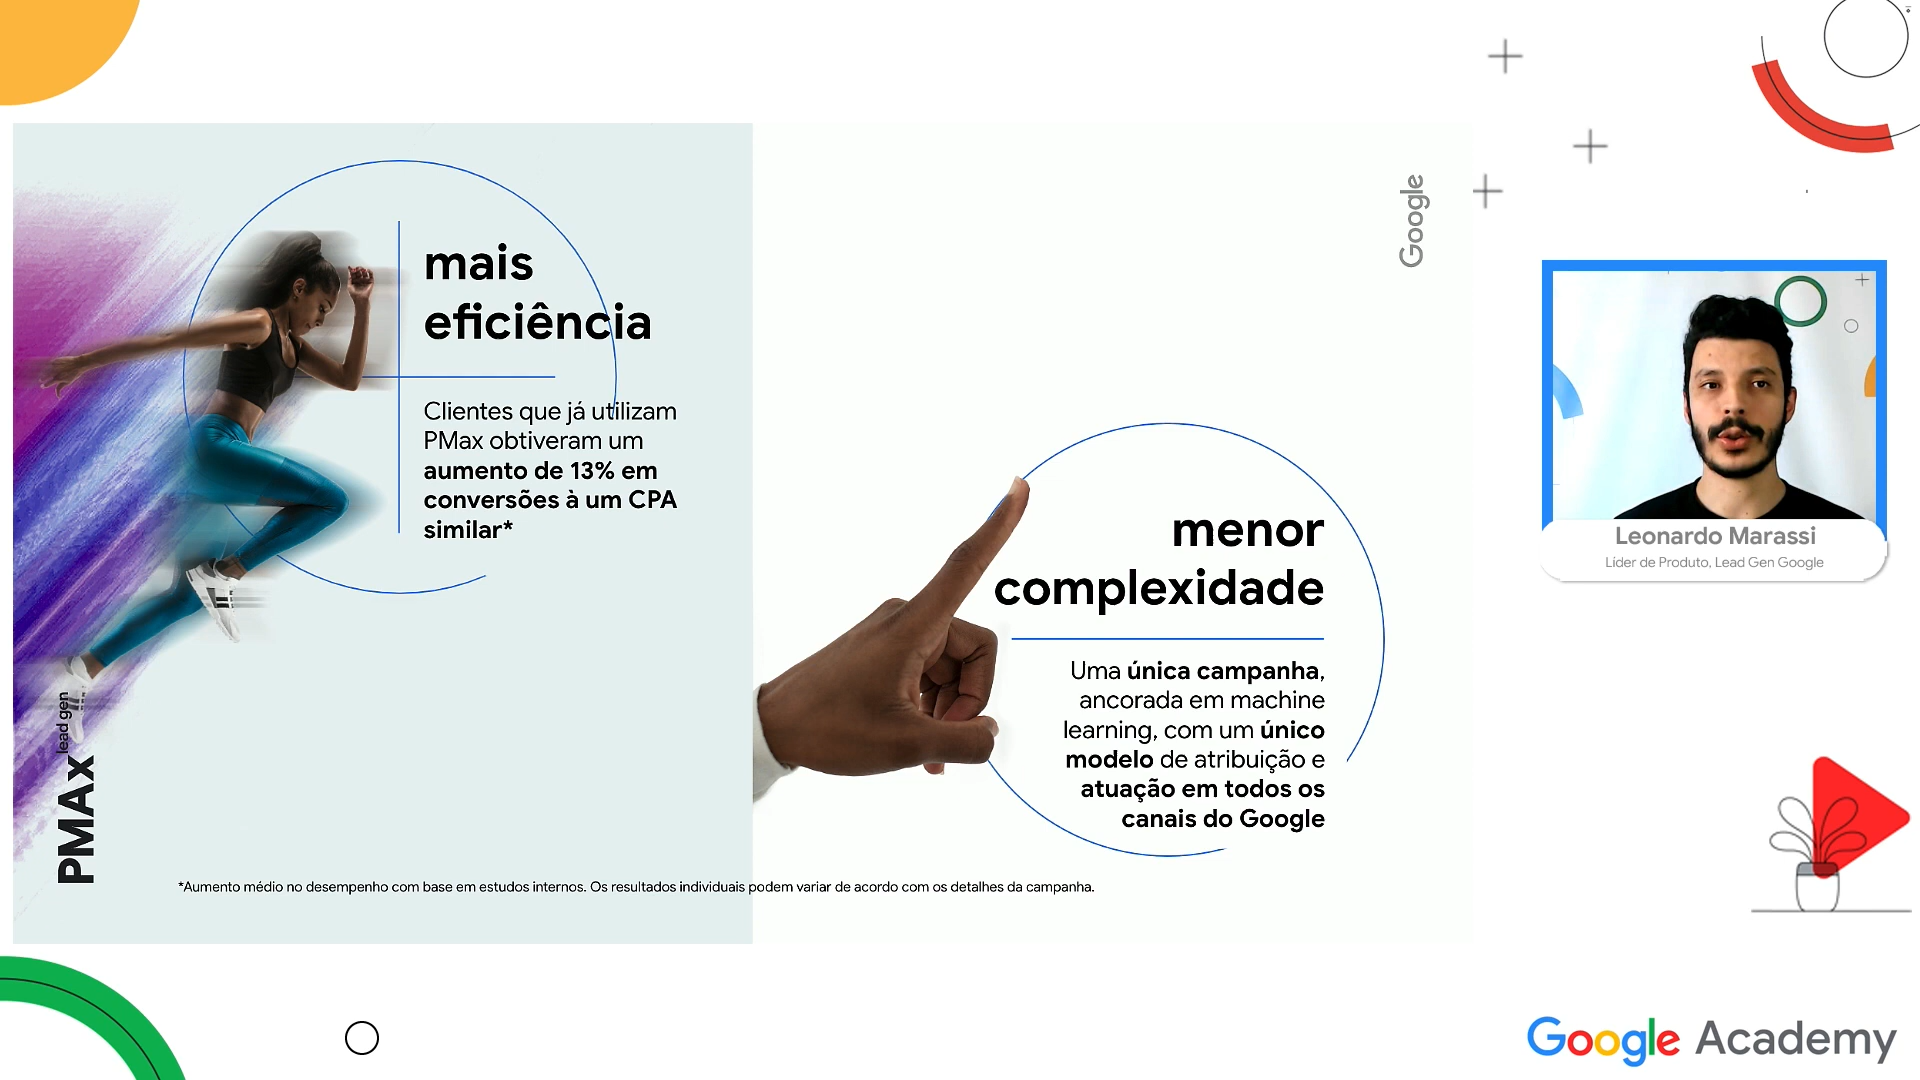 mais
eficiência
Clientes que já utilizam
PMax obtiveram um
aumento de 13% em
conversões à um CPA
similar*
PMAx lead gen
Google
menor
complexidade
Uma única campanha,
ancorada em machine
learning, com um único
modelo de atribuição e
atuação em todos os
canais do Google
*Aumento médio no desempenho com base em estudos internos. Os resultados individuais podem variar de acordo com os detalhes da campanha.
Leonardo Marassi
Líder de Produto, Lead Gen Google
Google Academy